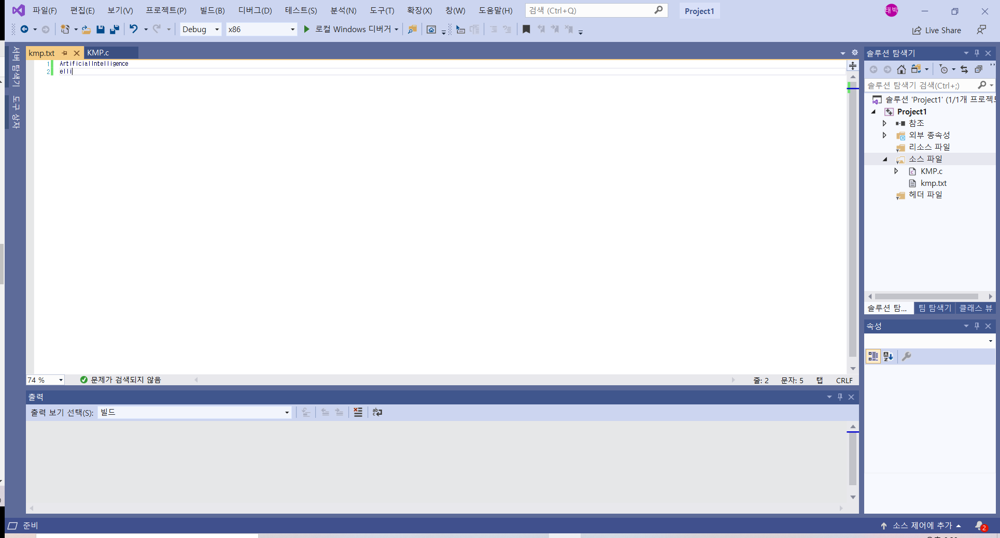 파일(F) 편집(E) 보기(V) 프로젝트(P) 빌드(B) 디버그(D) 테스트(S) 분석(N) 도구(T) 확장(X) 창(W) 도움말(H) 검색 (Ctrl+Q) Project1 태박
Debug x86 로컬 Windows 디버거 Live Share
서버 탐색기
도구 상자
kmp.txt KMP.c
1 ArtificialIntelligence
2 elli
74 % 문제가 검색되지 않음 줄: 2 문자: 5 탭 CRLF
출력
출력 보기 선택(S): 빌드
솔루션 탐색기
솔루션 탐색기 검색(Ctrl+;)
솔루션 'Project1' (1/1개 프로젝트
Project1
참조
외부 종속성
리소스 파일
소스 파일
KMP.c
kmp.txt
헤더 파일
솔루션 탐... 팀 탐색기 클래스 뷰
속성
준비 소스 제어에 추가 2